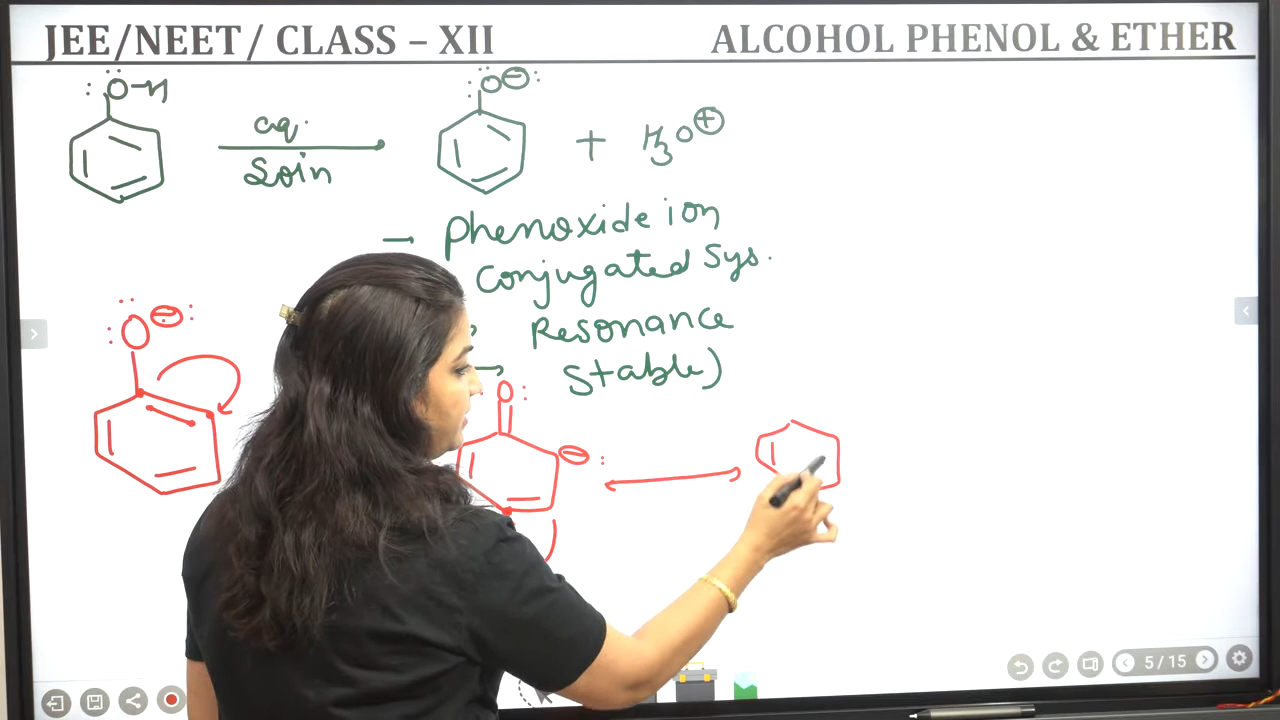 JEE/NEET/ CLASS – XII
ALCOHOL PHENOL & ETHER
:Ö–H
aq.
Soln
:Ö⊖:
+ H3O⊕
→ Phenoxide ion
Conjugated Sys.
Resonance
→ Stable)
:Ö⊖:
O:
⊖:
5/15